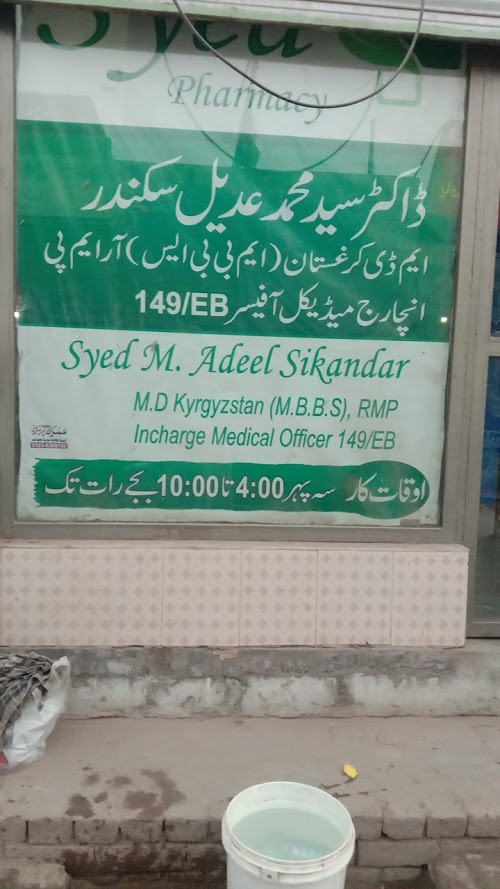 Syed
Pharmacy
ڈاکٹر سید محمد عدیل سکندر
ایم ڈی کرغستان (ایم بی بی ایس) آر ایم پی
انچارج میڈیکل آفیسر 149/EB
Syed M. Adeel Sikandar
M.D Kyrgyzstan (M.B.B.S), RMP
Incharge Medical Officer 149/EB
اوقات کار سہ پہر 4:00 تا 10:00 بجے رات تک